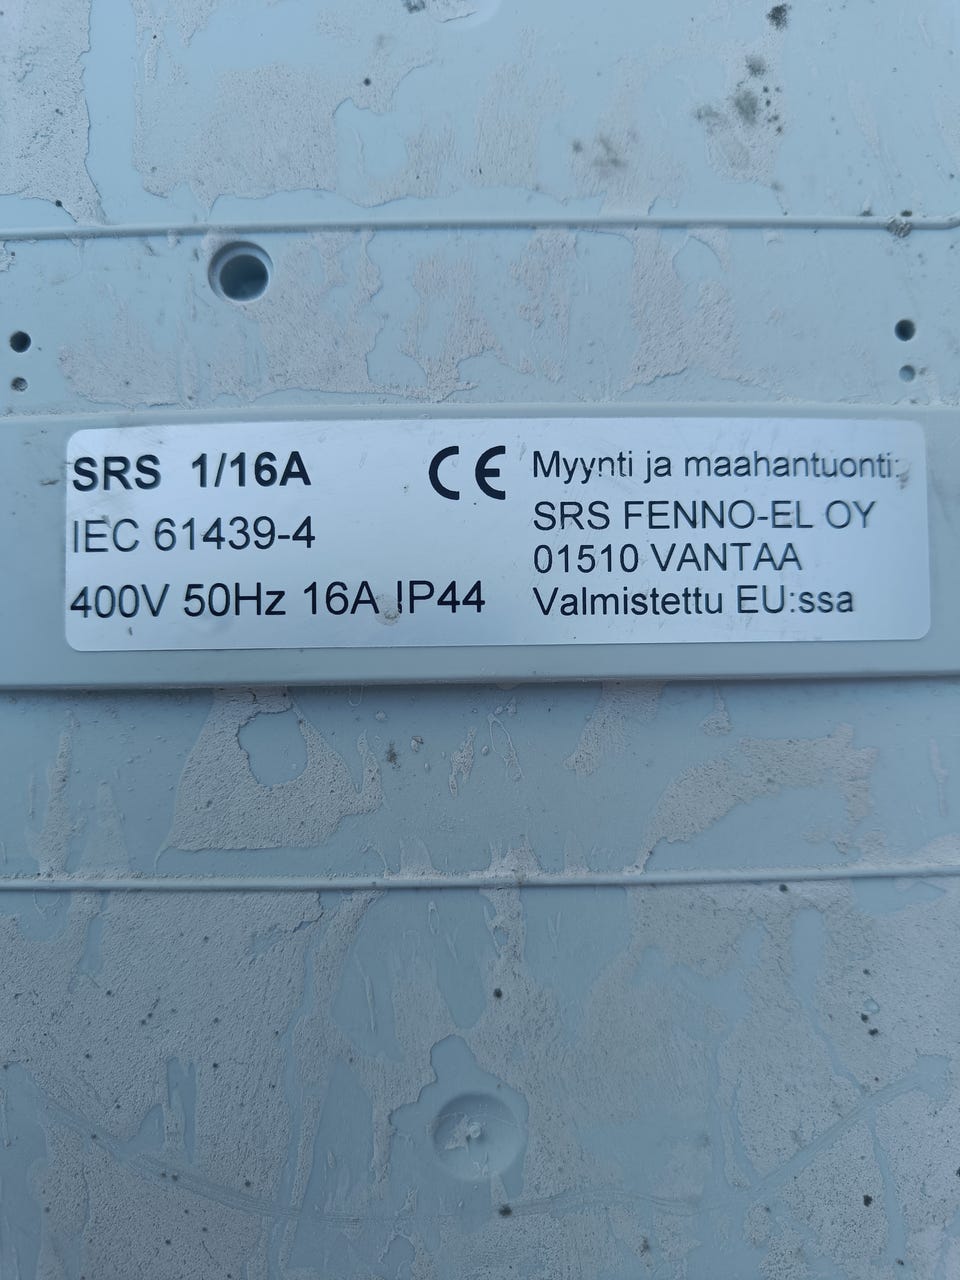 SRS 1/16A
IEC 61439-4
400V 50Hz 16A IP44
CE
Myynti ja maahantuonti:
SRS FENNO-EL OY
01510 VANTAA
Valmistettu EU:ssa